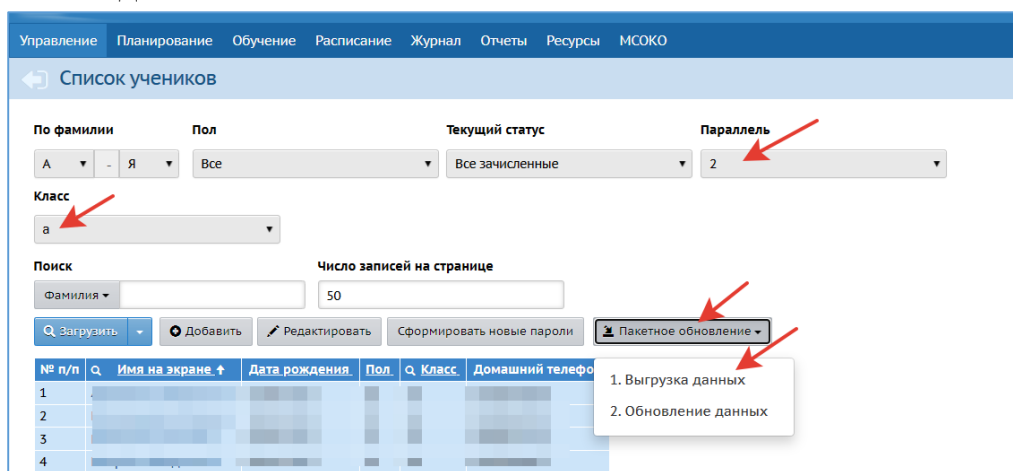 Управление Планирование Обучение Расписание Журнал Отчеты Ресурсы МСОКО
Список учеников
По фамилии Пол Текущий статус Параллель
А - Я Все Все зачисленные 2
Класс
а
Поиск Число записей на странице
Фамилия 50
Загрузить Добавить Редактировать Сформировать новые пароли Пакетное обновление
№ п/п Имя на экране Дата рождения Пол Класс Домашний телефо
1. Выгрузка данных
2. Обновление данных
1
2
3
4